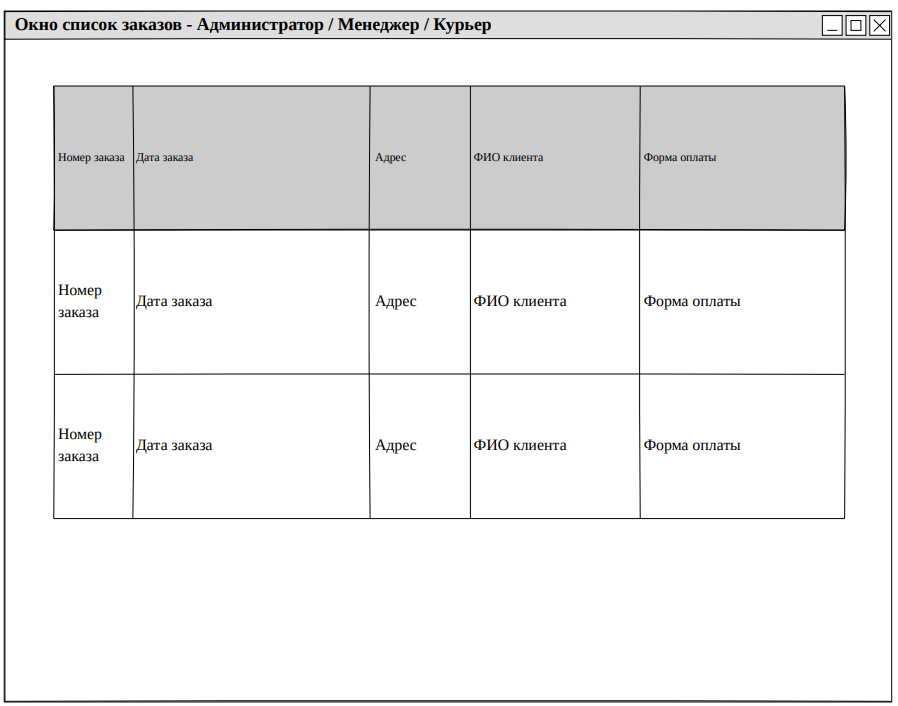 Окно список заказов - Администратор / Менеджер / Курьер
Номер заказа Дата заказа Адрес ФИО клиента Форма оплаты
Номер
заказа Дата заказа Адрес ФИО клиента Форма оплаты
Номер
заказа Дата заказа Адрес ФИО клиента Форма оплаты